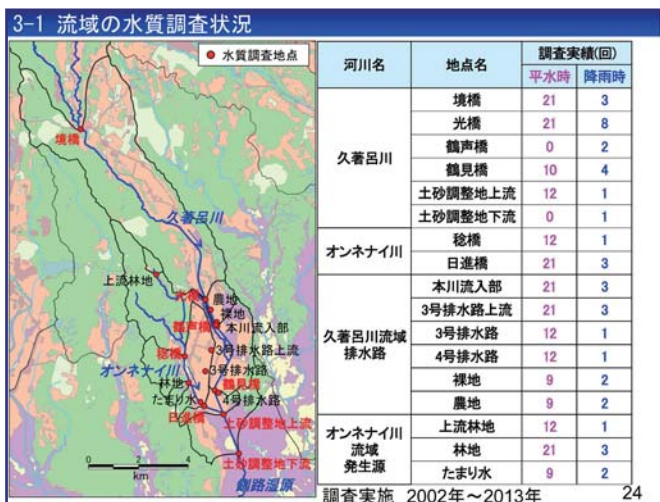 3-1 流域の水質調査状況
水質調査地点
境橋
久著呂川
上流林地
光橋
農地
裸地
鶴声橋
本川流入部
稔橋
3号排水路上流
オンネナイ川
3号排水路
林地
鶴見橋
たまり水
4号排水路
日進橋
土砂調整地上流
土砂調整地下流
釧路湿原
0 2 4 8
km
河川名 地点名 調査実績(回)
平水時 降雨時
久著呂川
境橋 21 3
光橋 21 8
鶴声橋 0 2
鶴見橋 10 4
土砂調整地上流 12 1
土砂調整地下流 0 1
オンネナイ川
稔橋 12 1
日進橋 21 3
久著呂川流域
排水路
本川流入部 21 3
3号排水路上流 21 3
3号排水路 12 1
4号排水路 12 1
裸地 9 2
農地 9 2
オンネナイ川
流域
発生源
上流林地 12 1
林地 21 3
たまり水 9 2
調査実施 2002年～2013年
24